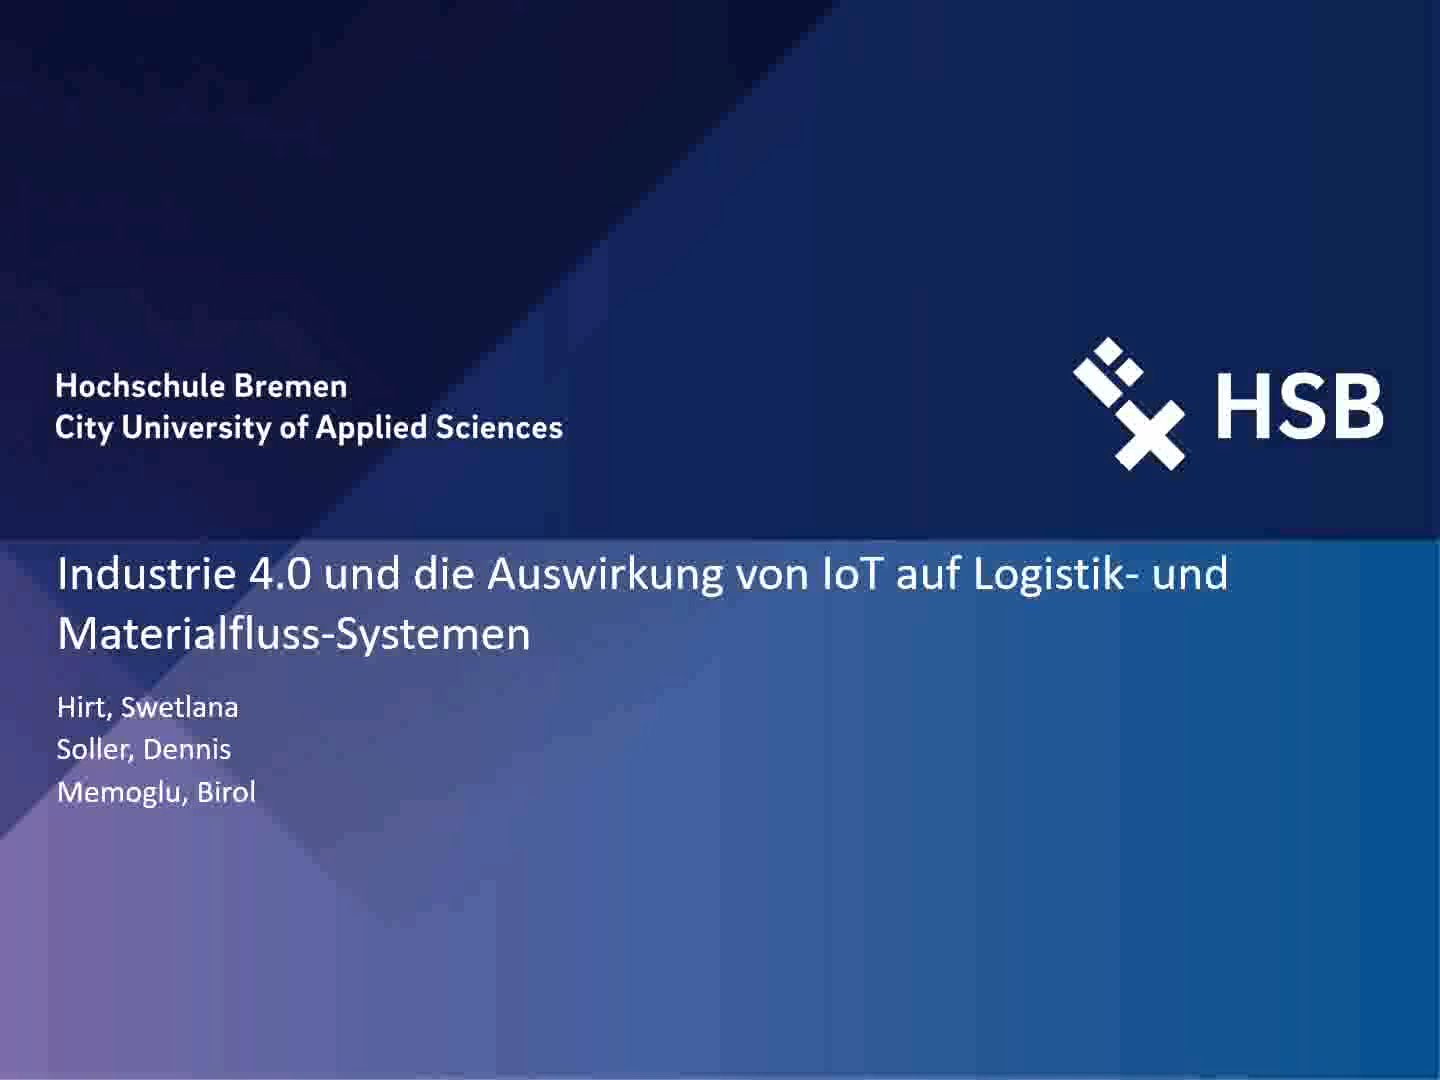 Hochschule Bremen
City University of Applied Sciences
HSB
Industrie 4.0 und die Auswirkung von IoT auf Logistik- und
Materialfluss-Systemen
Hirt, Swetlana
Soller, Dennis
Memoglu, Birol